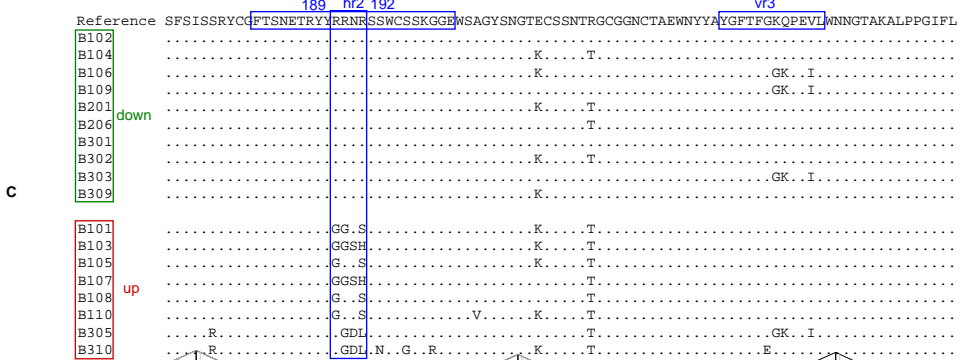 189 hr2 192 vr3
Reference SFSISSRYCGFTSNETRYYRRNRSSWCSSKGGEWSAGYSNGTECSSNTRGCGGNCTAEWNYYAYGFTFGKQPEVLWNNGTAKALPPGIFL
B102 ..........................................................................................
B104 ..........................................K.....T.........................................
B106 ..........................................K..........................GK..I................
B109 .....................................................................GK..I................
B201 ..........................................K.....T.........................................
down
B206 ................................................T.........................................
B301 ..........................................................................................
B302 ..........................................K.....T.........................................
B303 .....................................................................GK..I................
C
B309 ..........................................K...............................................
B101 ...................GG.S...................K.....T.........................................
B103 ...................GGSH...................K.....T.........................................
B105 ...................G..S...................K.....T.........................................
B107 ...................GGSH.........................T.........................................
up
B108 ...................G..S.........................T.........................................
B110 ...................G..S............V......K.....T.........................................
B305 .....R..............GDL.........................T....................GK..I................
B310 .....R..............GDL.N..G..R...........K.........................E.....................